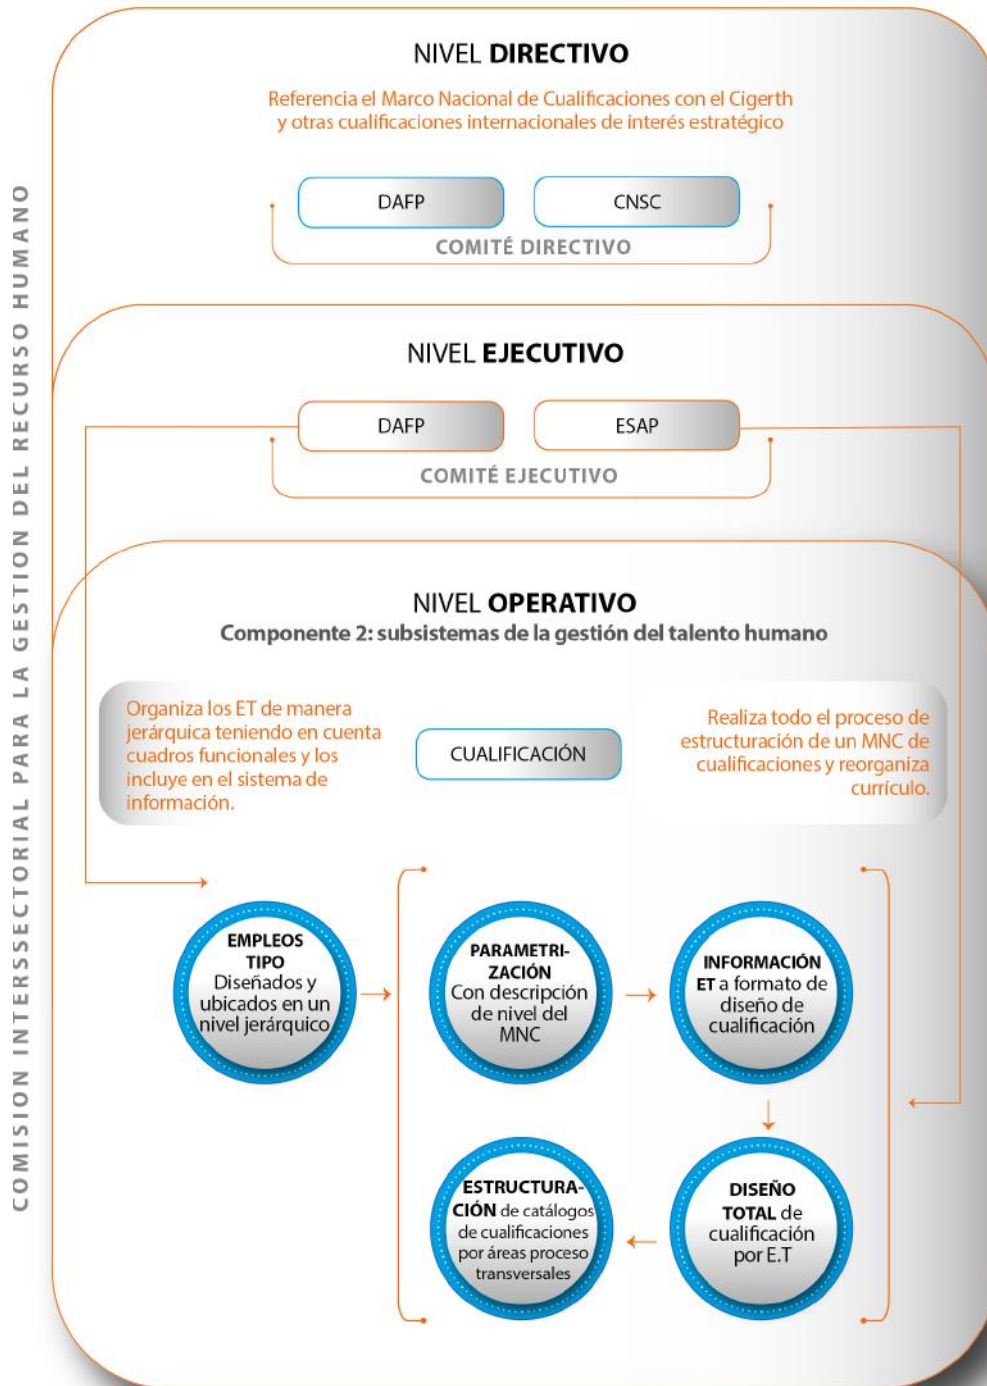 COMISION INTERSSECTORIAL PARA LA GESTION DEL RECURSO HUMANO
NIVEL DIRECTIVO
Referencia el Marco Nacional de Cualificaciones con el Cigerth
y otras cualificaciones internacionales de interés estratégico
DAFP
CNSC
COMITÉ DIRECTIVO
NIVEL EJECUTIVO
DAFP
ESAP
COMITÉ EJECUTIVO
NIVEL OPERATIVO
Componente 2: subsistemas de la gestión del talento humano
Organiza los ET de manera
jerárquica teniendo en cuenta
cuadros funcionales y los
incluye en el sistema de
información.
CUALIFICACIÓN
Realiza todo el proceso de
estructuración de un MNC de
cualificaciones y reorganiza
currículo.
EMPLEOS
TIPO
Diseñados y
ubicados en un
nivel jerárquico
PARAMETRI-
ZACIÓN
Con descripción
de nivel del
MNC
INFORMACIÓN
ET a formato de
diseño de
cualificación
ESTRUCTURA-
CIÓN de catálogos
de cualificaciones
por áreas proceso
transversales
DISEÑO
TOTAL de
cualificación
por E.T